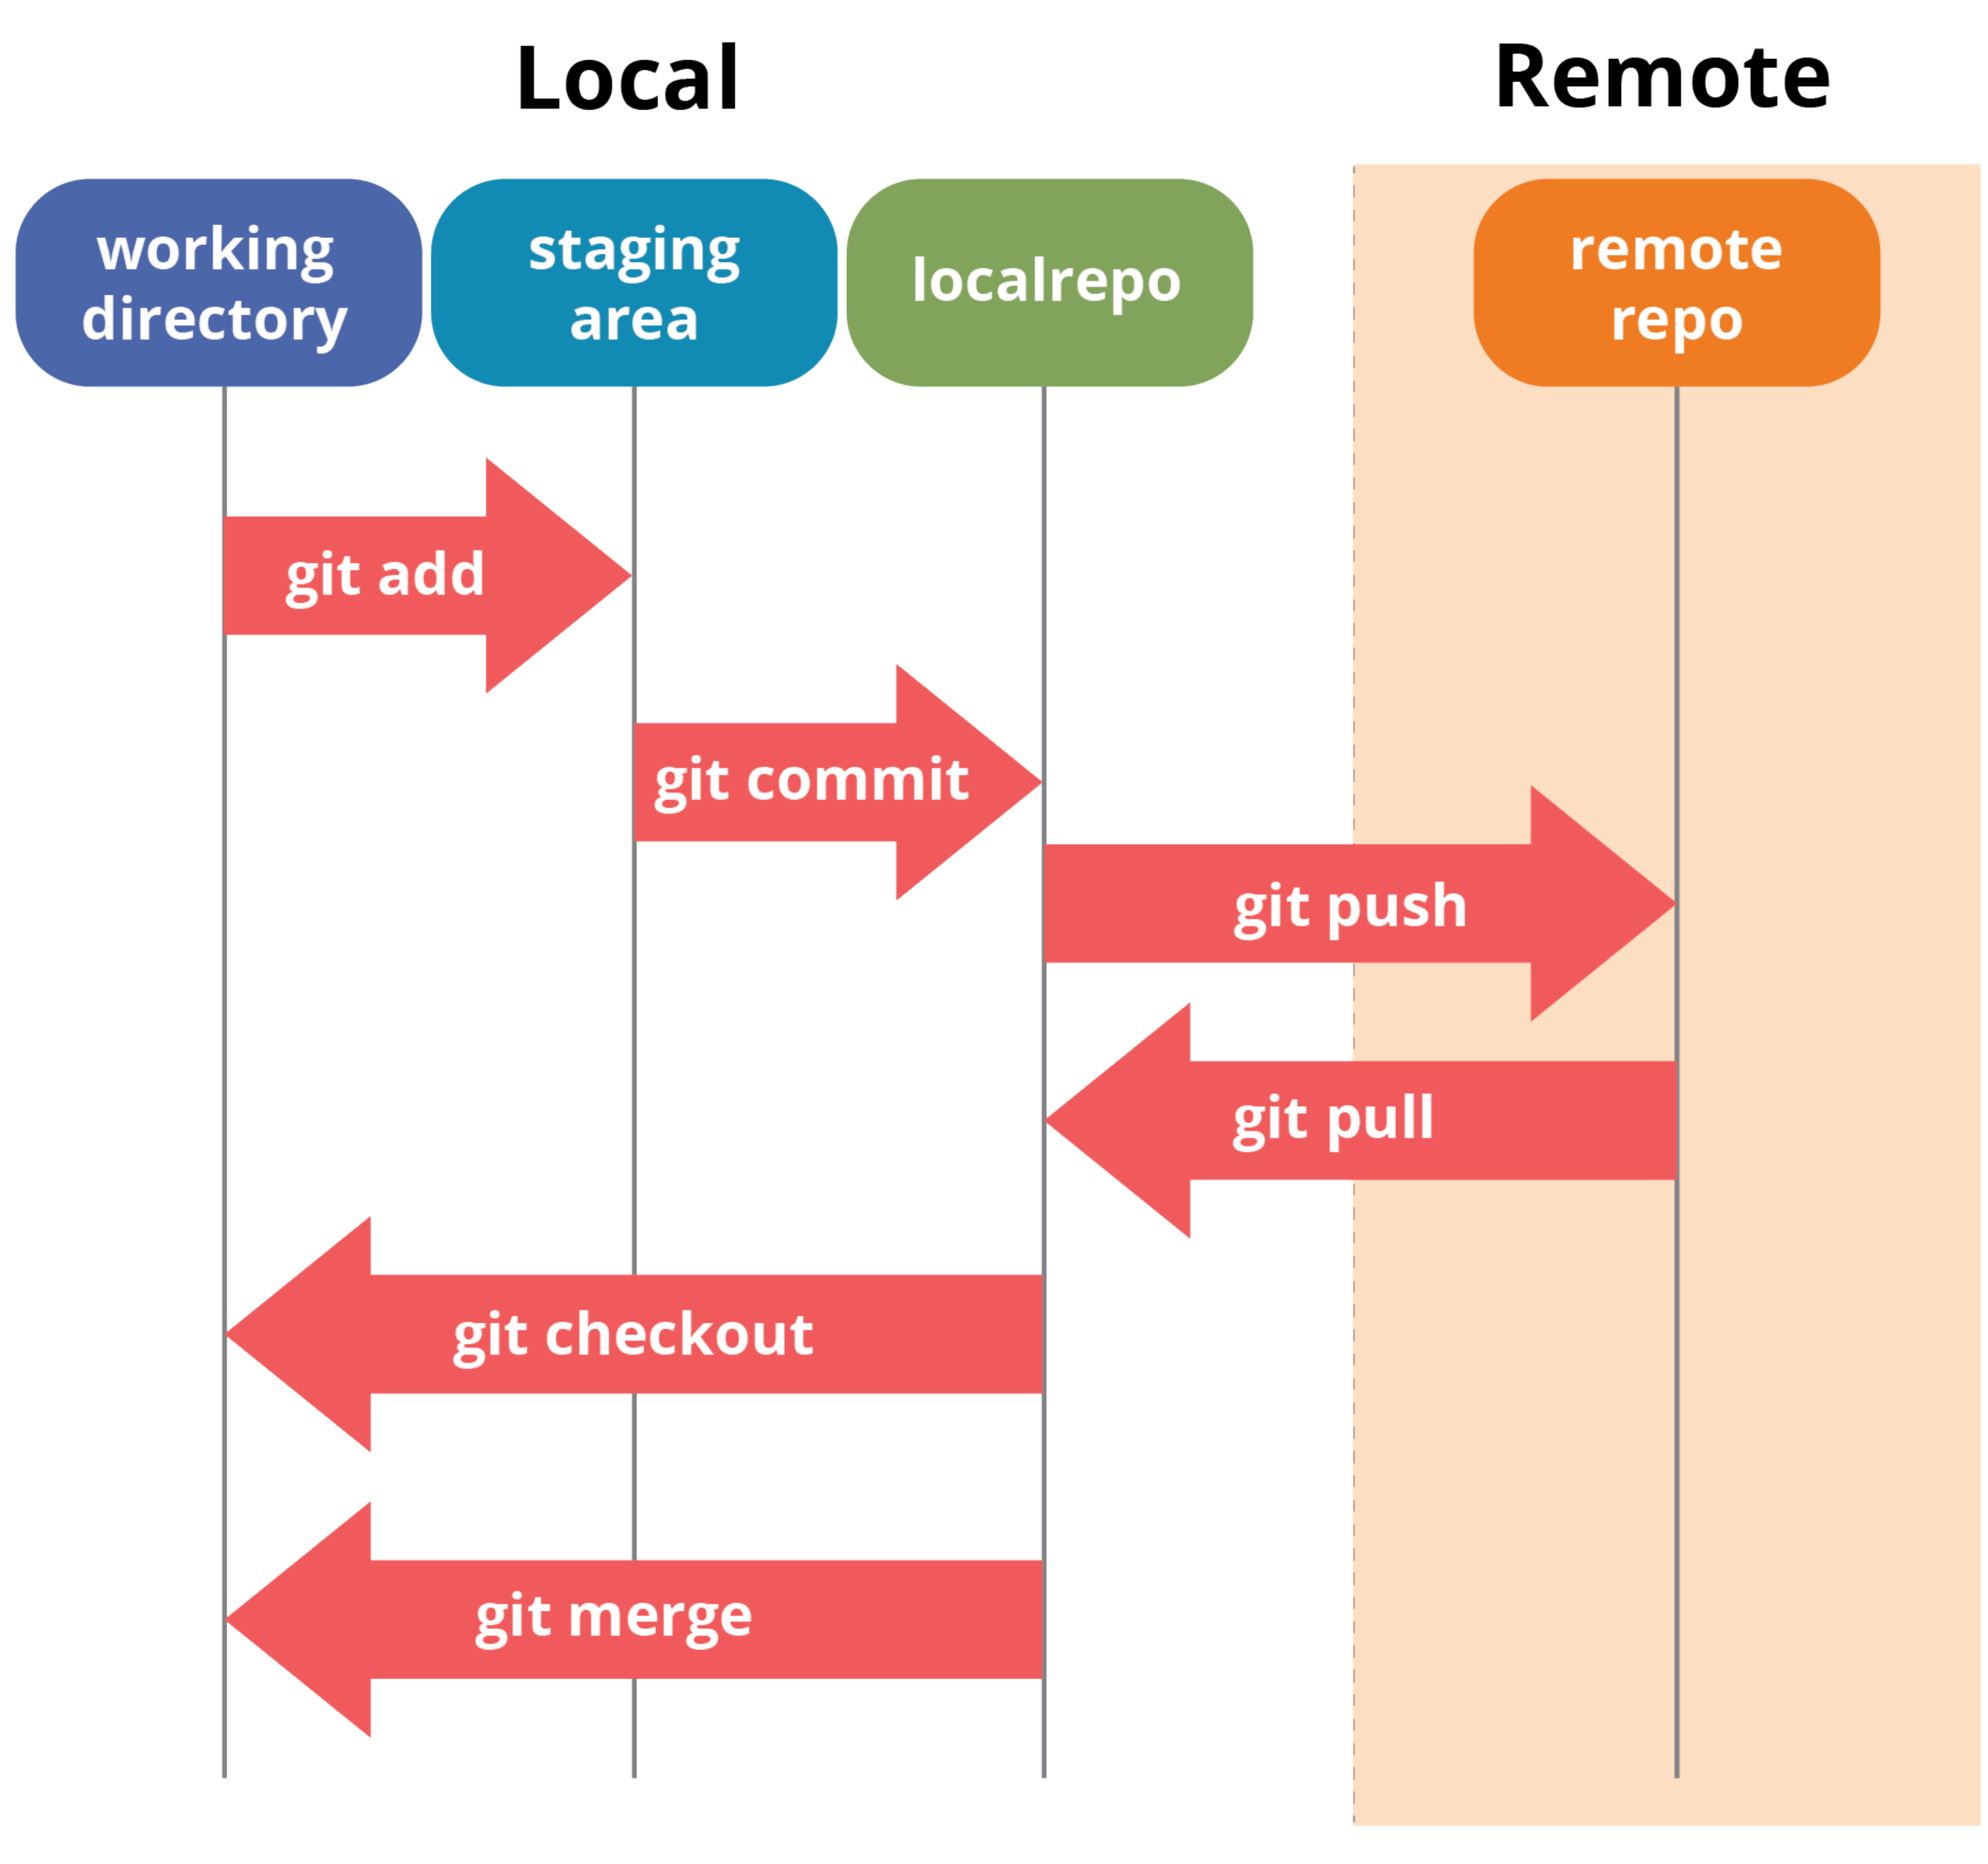 Local
Remote
working
directory
staging
area
localrepo
remote
repo
git add
git commit
git push
git pull
git checkout
git merge